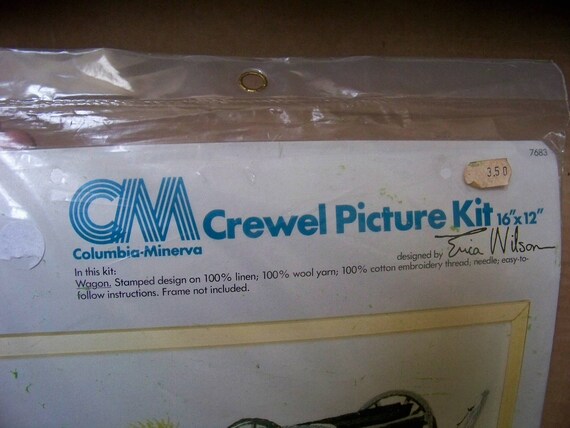 7683
3.50
CM Crewel Picture Kit 16"x12"
Columbia-Minerva
designed by Erica Wilson
In this kit:
Wagon. Stamped design on 100% linen; 100% wool yarn; 100% cotton embroidery thread; needle; easy-to-
follow instructions. Frame not included.